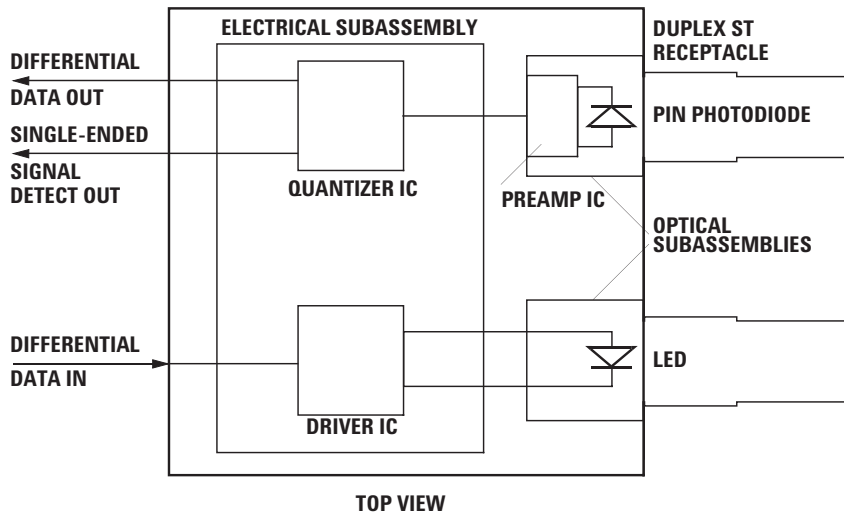 ELECTRICAL SUBASSEMBLY
DUPLEX ST
RECEPTACLE
DIFFERENTIAL
DATA OUT
SINGLE-ENDED
SIGNAL
DETECT OUT
QUANTIZER IC
PREAMP IC
PIN PHOTODIODE
OPTICAL
SUBASSEMBLIES
DIFFERENTIAL
DATA IN
DRIVER IC
LED
TOP VIEW